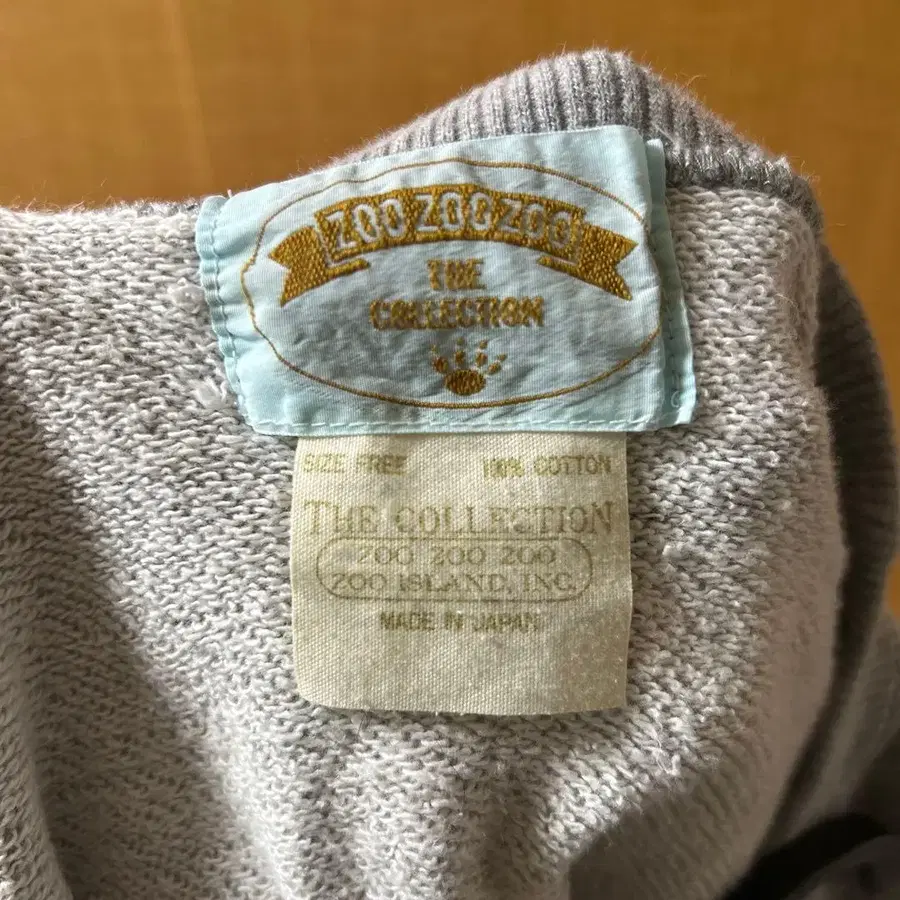 ZOO ZOO ZOO
THE
COLLECTION
SIZE FREE 100% COTTON
THE COLLECTION
ZOO ZOO ZOO
ZOO ISLAND, INC.
MADE IN JAPAN